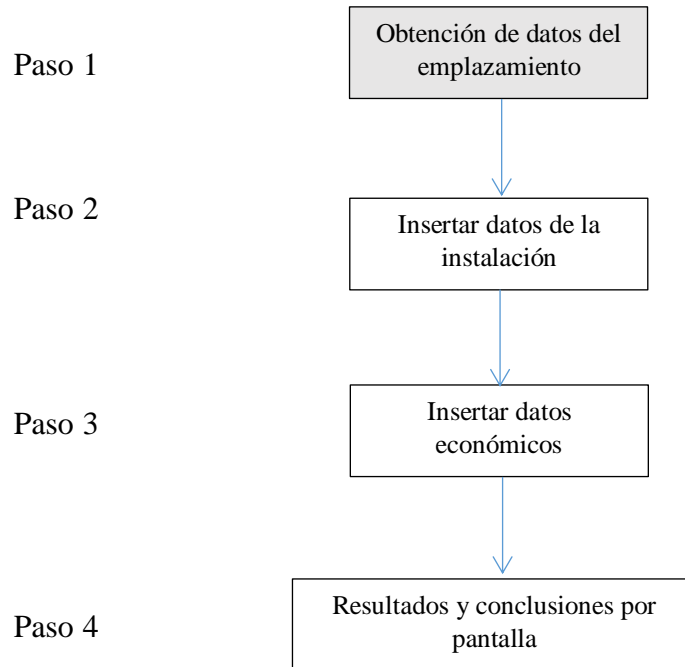 Paso 1
Obtención de datos del
emplazamiento
Paso 2
Insertar datos de la
instalación
Paso 3
Insertar datos
económicos
Paso 4
Resultados y conclusiones por
pantalla